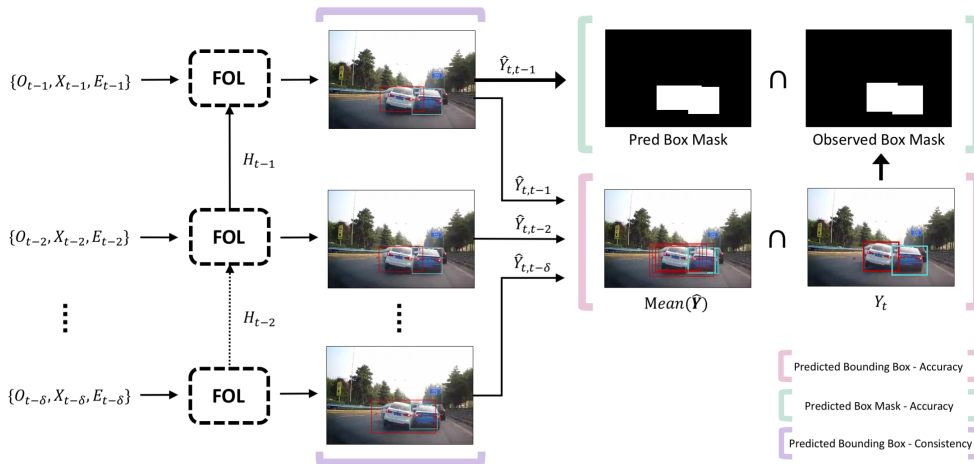 {O_{t−1}, X_{t−1}, E_{t−1}}
FOL
Ŷ_{t,t−1}
∩
Pred Box Mask
Observed Box Mask
H_{t−1}
Ŷ_{t,t−1}
{O_{t−2}, X_{t−2}, E_{t−2}}
FOL
Ŷ_{t,t−2}
∩
Ŷ_{t,t−δ}
Mean(Ŷ)
Y_t
H_{t−2}
{O_{t−δ}, X_{t−δ}, E_{t−δ}}
FOL
Predicted Bounding Box - Accuracy
Predicted Box Mask - Accuracy
Predicted Bounding Box - Consistency